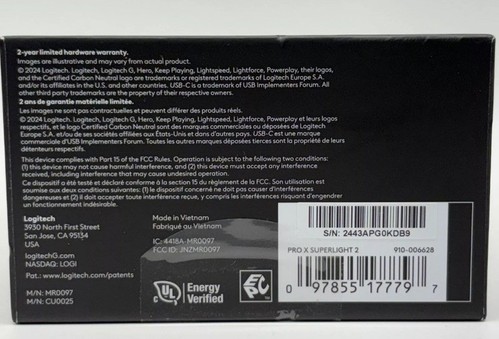 2-year limited hardware warranty.
Images are illustrative and may vary from actual product.
© 2024 Logitech. Logitech, Logitech G, Hero, Keep Playing, Lightspeed, Lightforce, Powerplay, their logos,
and the Certified Carbon Neutral logo are trademarks or registered trademarks of Logitech Europe S.A.
and/or its affiliates in the U.S. and other countries. USB-C is a trademark of USB Implementers Forum. All
other third party trademarks are the property of their respective owners.
2 ans de garantie matérielle limitée.
Les images ne sont pas contractuelles et peuvent différer des produits réels.
© 2024 Logitech. Logitech, Logitech G, Hero, Keep Playing, Lightspeed, Lightforce, Powerplay et leurs logos
respectifs, et le logo Certified Carbon Neutral sont des marques commerciales ou déposées de Logitech
Europe S.A. et/ou de ses sociétés affiliées aux États-Unis et dans d'autres pays. USB-C est une marque
commerciale d'USB Implementers Forum. Toutes les autres marques déposées tierces sont la propriété de leurs
détenteurs respectifs.
This device complies with Part 15 of the FCC Rules. Operation is subject to the following two conditions:
(1) this device may not cause harmful interference, and (2) this device must accept any interference
received, including interference that may cause undesired operation.
Ce dispositif a été testé et déclaré conforme à la section 15 du règlement de la FCC. Son utilisation est
soumise aux deux conditions suivantes: (1) le dispositif concerné ne doit pas causer d'interférences
dangereuses et (2) il doit accepter toute interférence reçue, y compris les interférences risquant d'engendrer
un fonctionnement indésirable.
Logitech
3930 North First Street
San Jose, CA 95134
USA
logitechG.com
NASDAQ: LOGI
Pat.: www.logitech.com/patents
M/N: MR0097
M/N: CU0025
Made in Vietnam
Fabriqué au Vietnam
IC: 4418A-MR0097
FCC ID: JNZMR0097
UL
Energy
Verified
S/N: 2443APG0KDB9
PRO X SUPERLIGHT 2 910-006628
0 97855 17779 7